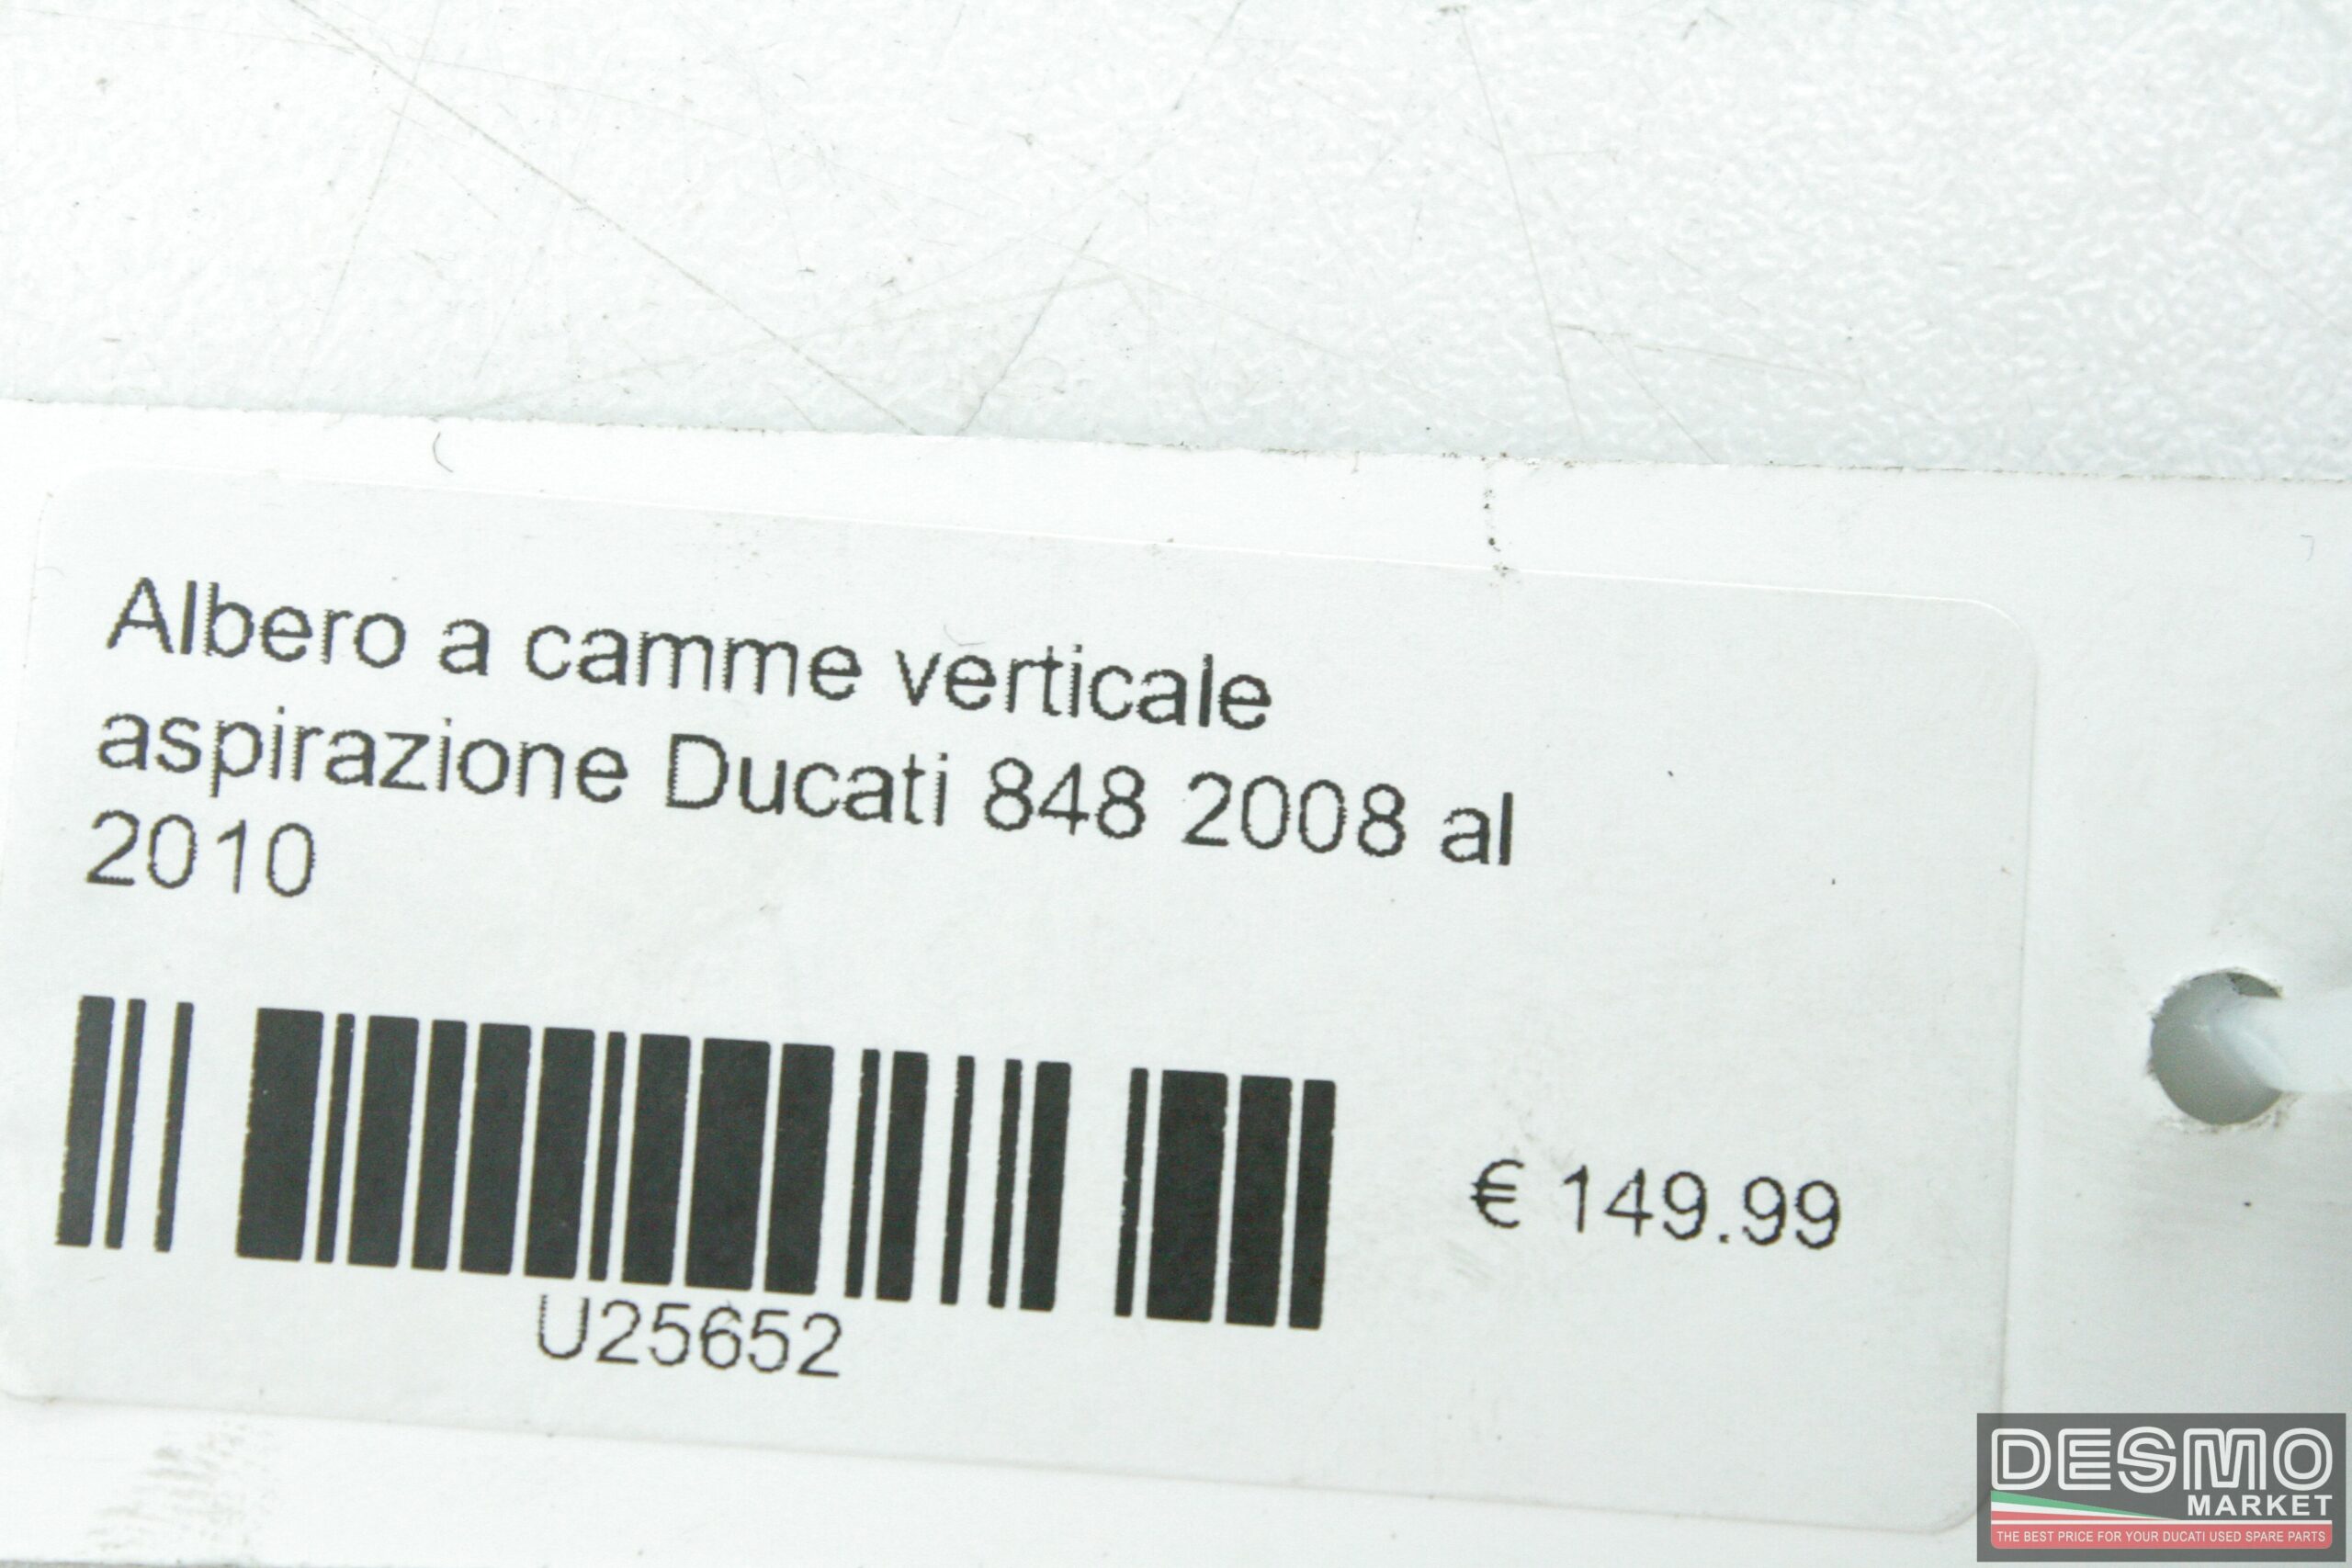 Albero a camme verticale
aspirazione Ducati 848 2008 al
2010
€ 149.99
U25652
DESMO
MARKET
THE BEST PRICE FOR YOUR DUCATI USED SPARE PARTS